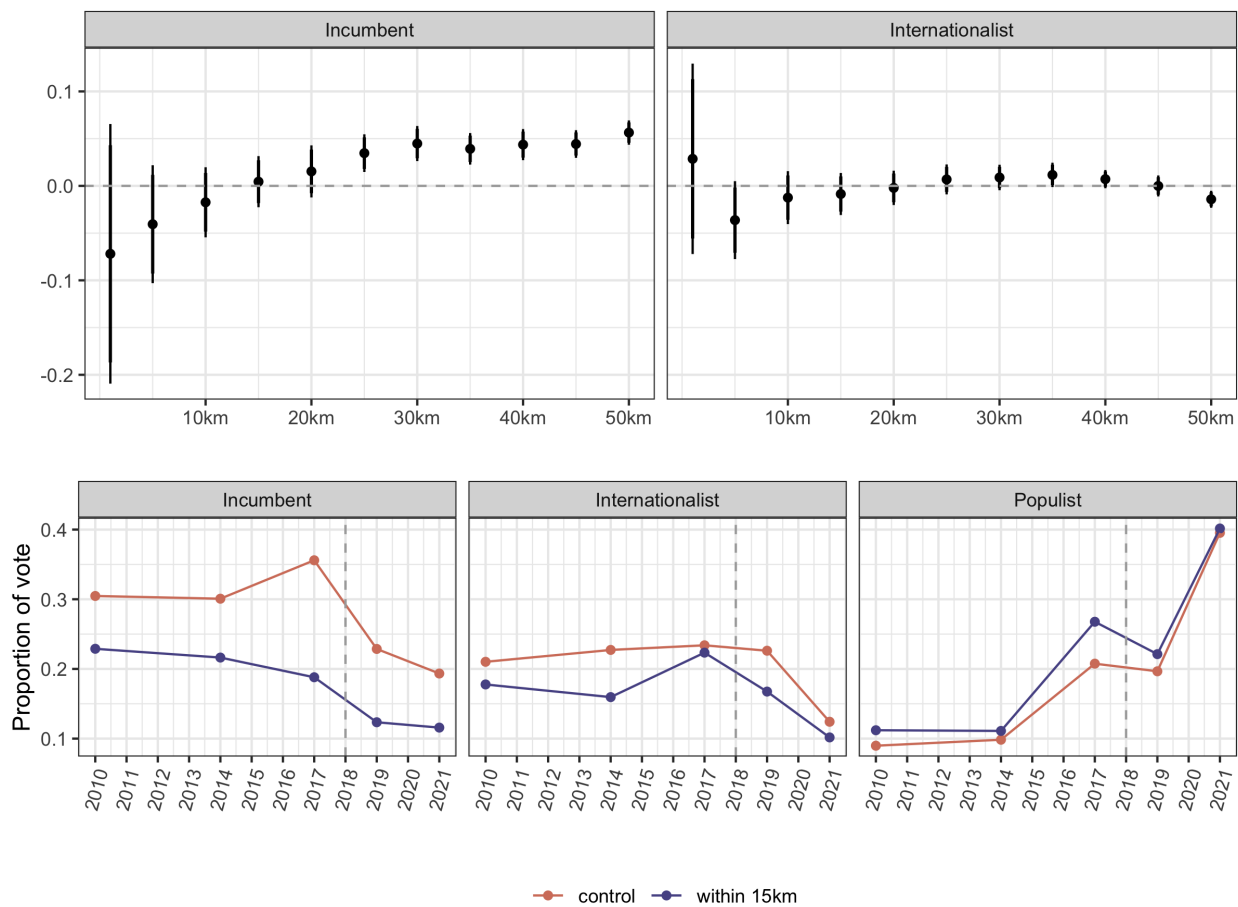 Incumbent Internationalist
0.1
0.0
-0.1
-0.2
10km 20km 30km 40km 50km 10km 20km 30km 40km 50km
Incumbent Internationalist Populist
Proportion of vote
0.4
0.3
0.2
0.1
2010 2011 2012 2013 2014 2015 2016 2017 2018 2019 2020 2021 2010 2011 2012 2013 2014 2015 2016 2017 2018 2019 2020 2021 2010 2011 2012 2013 2014 2015 2016 2017 2018 2019 2020 2021
control within 15km